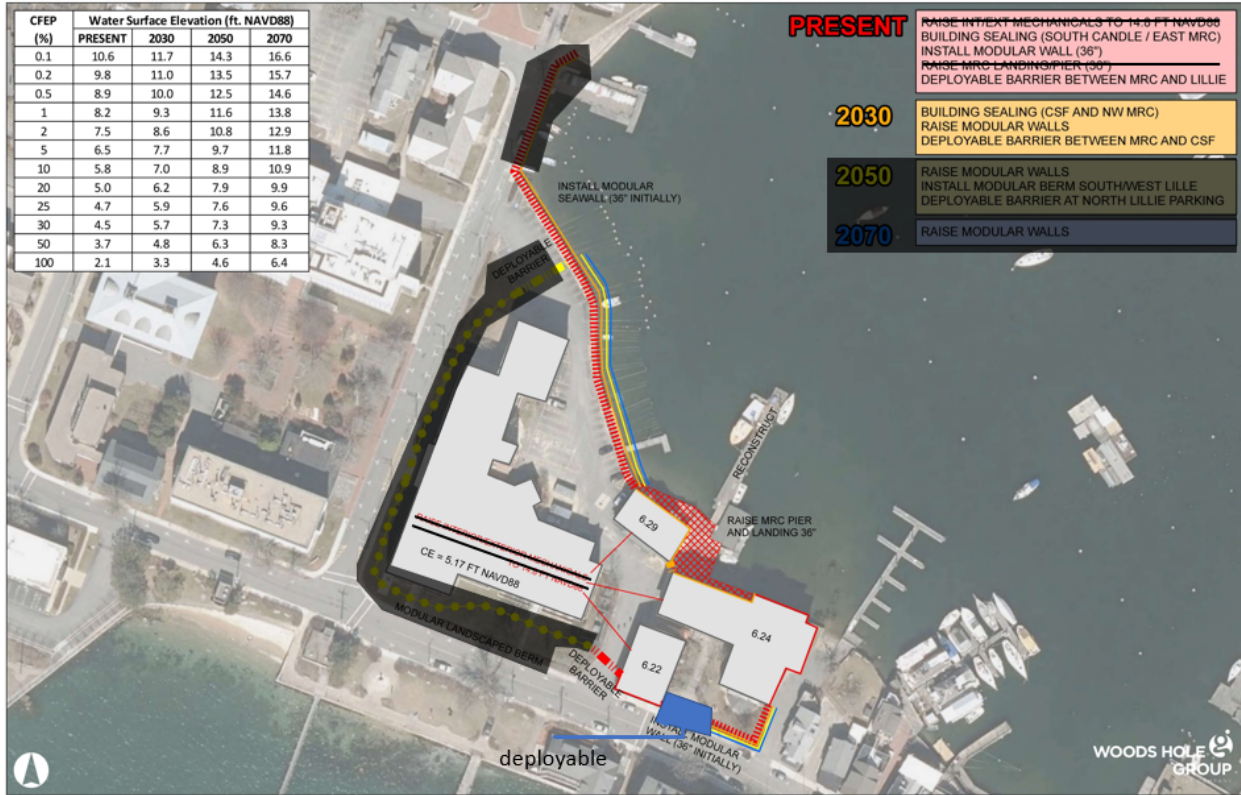 CFEP (%) Water Surface Elevation (ft. NAVD88)
PRESENT 2030 2050 2070
0.1 10.6 11.7 14.3 16.6
0.2 9.8 11.0 13.5 15.7
0.5 8.9 10.0 12.5 14.6
1 8.2 9.3 11.6 13.8
2 7.5 8.6 10.8 12.9
5 6.5 7.7 9.7 11.8
10 5.8 7.0 8.9 10.9
20 5.0 6.2 7.9 9.9
25 4.7 5.9 7.6 9.6
30 4.5 5.7 7.3 9.3
50 3.7 4.8 6.3 8.3
100 2.1 3.3 4.6 6.4
PRESENT
RAISE INT/EXT MECHANICALS TO 14.8 FT NAVD88
BUILDING SEALING (SOUTH CANDLE / EAST MRC)
INSTALL MODULAR WALL (36")
RAISE MRC LANDING/PIER (36")
DEPLOYABLE BARRIER BETWEEN MRC AND LILLIE
2030
BUILDING SEALING (CSF AND NW MRC)
RAISE MODULAR WALLS
DEPLOYABLE BARRIER BETWEEN MRC AND CSF
2050
RAISE MODULAR WALLS
INSTALL MODULAR BERM SOUTH/WEST LILLE
DEPLOYABLE BARRIER AT NORTH LILLIE PARKING
2070
RAISE MODULAR WALLS
INSTALL MODULAR
SEAWALL (36" INITIALLY)
DEPLOYABLE
BARRIER
RECONSTRUCT
RAISE MRC PIER
AND LANDING 36"
6.29
CE = 5.17 FT NAVD88
6.24
6.22
MODULAR LANDSCAPED BERM
DEPLOYABLE
BARRIER
INSTALL MODULAR
WALL (36" INITIALLY)
deployable
WOODS HOLE
GROUP